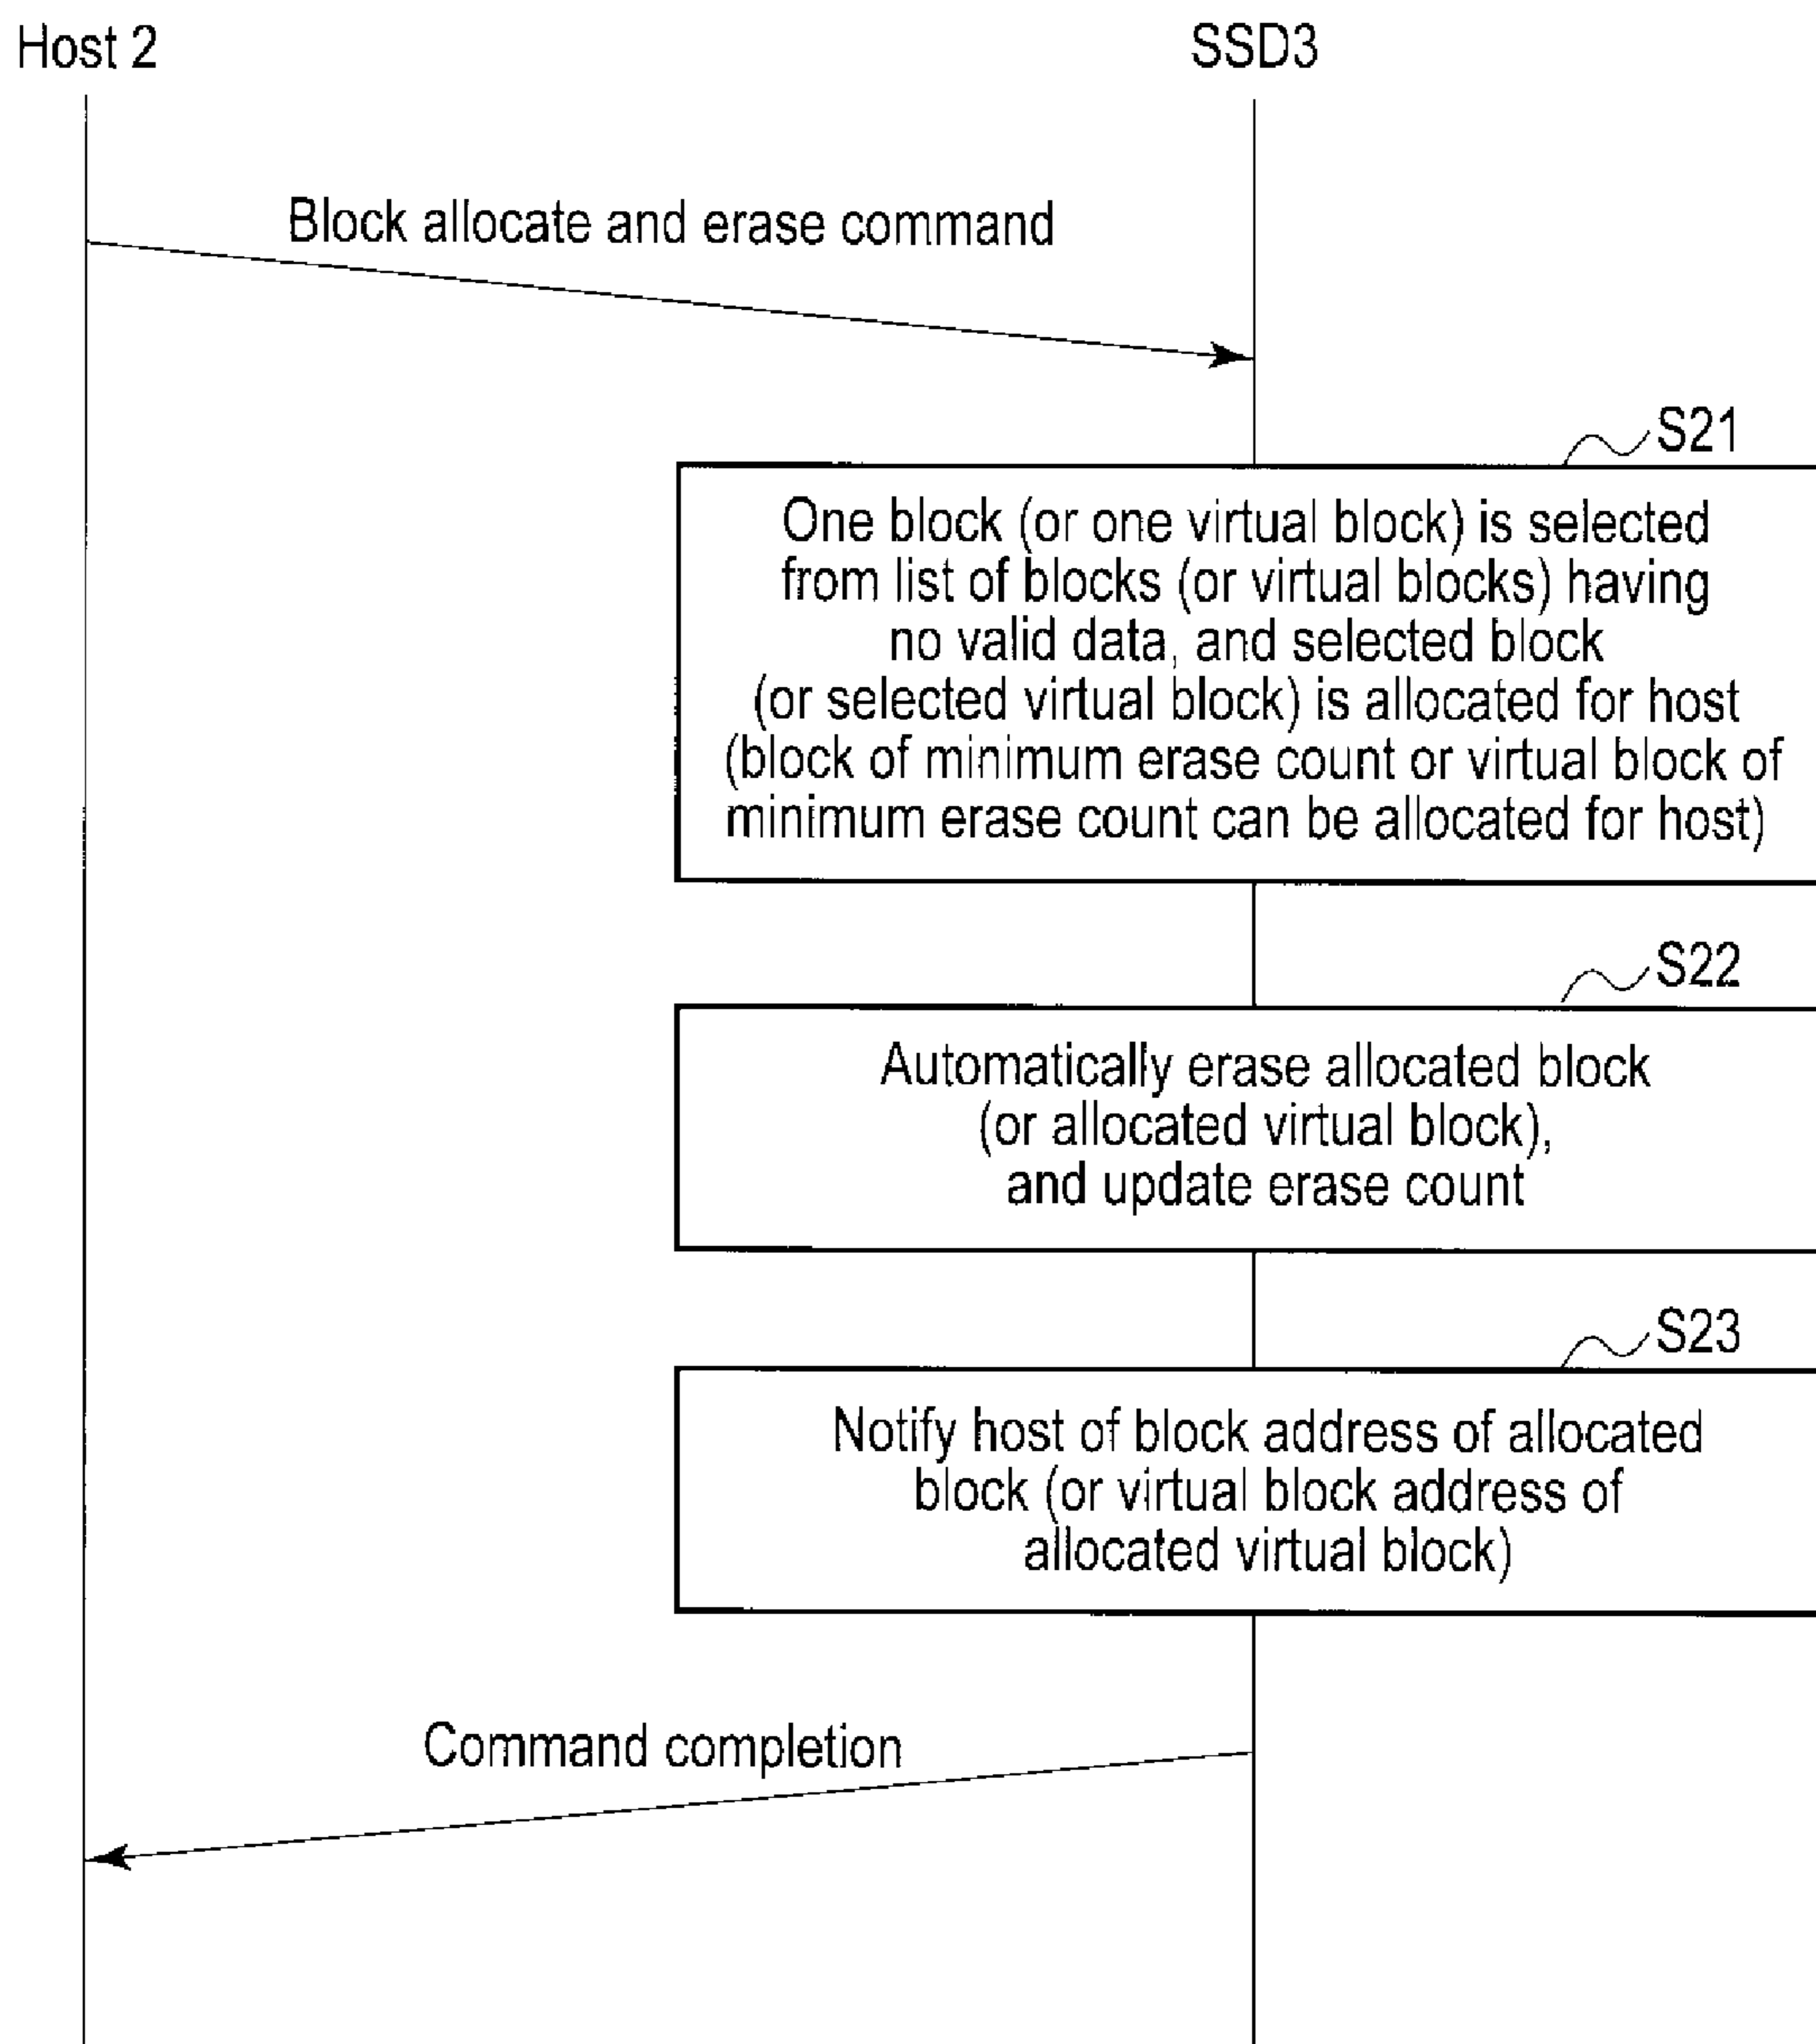 Host 2
SSD3
Block allocate and erase command
S21
One block (or one virtual block) is selected
from list of blocks (or virtual blocks) having
no valid data, and selected block
(or selected virtual block) is allocated for host
(block of minimum erase count or virtual block of
minimum erase count can be allocated for host)
S22
Automatically erase allocated block
(or allocated virtual block),
and update erase count
S23
Notify host of block address of allocated
block (or virtual block address of
allocated virtual block)
Command completion